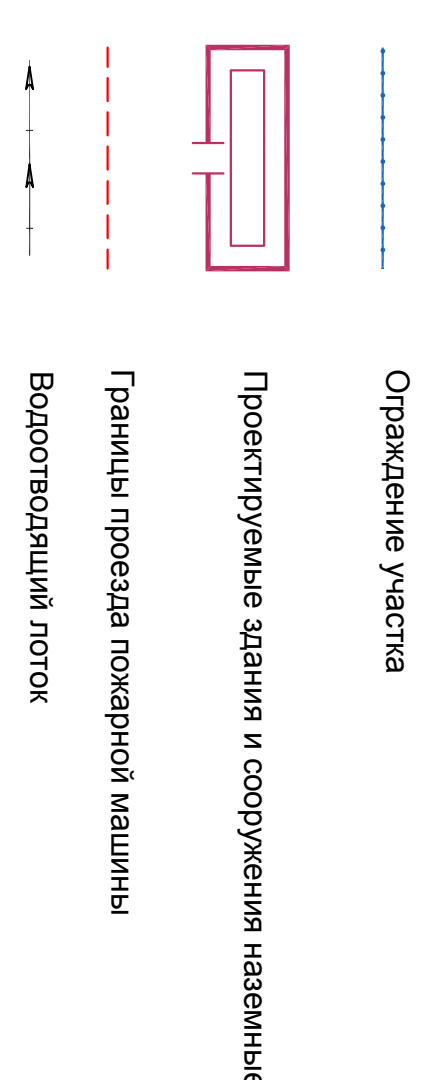 Ограждение участка
Проектируемые здания и сооружения наземные
Границы проезда пожарной машины
Водоотводящий лоток